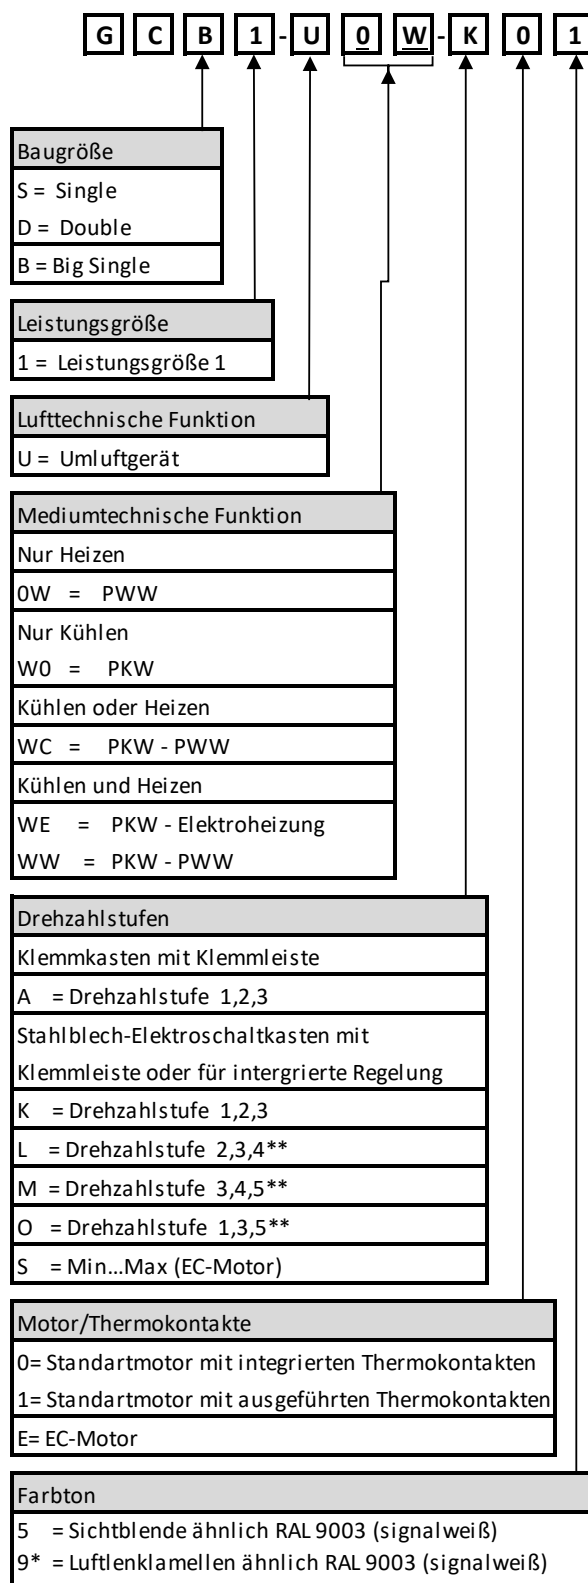 G C B 1 - U 0 W - K 0 1
Baugröße
S = Single
D = Double
B = Big Single
Leistungsgröße
1 = Leistungsgröße 1
Lufttechnische Funktion
U = Umluftgerät
Mediumtechnische Funktion
Nur Heizen
0W = PWW
Nur Kühlen
W0 = PKW
Kühlen oder Heizen
WC = PKW - PWW
Kühlen und Heizen
WE = PKW - Elektroheizung
WW = PKW - PWW
Drehzahlstufen
Klemmkasten mit Klemmleiste
A = Drehzahlstufe 1,2,3
Stahlblech-Elektroschaltkasten mit
Klemmleiste oder für intergrierte Regelung
K = Drehzahlstufe 1,2,3
L = Drehzahlstufe 2,3,4**
M = Drehzahlstufe 3,4,5**
O = Drehzahlstufe 1,3,5**
S = Min...Max (EC-Motor)
Motor/Thermokontakte
0= Standartmotor mit integrierten Thermokontakten
1= Standartmotor mit ausgeführten Thermokontakten
E= EC-Motor
Farbton
5 = Sichtblende ähnlich RAL 9003 (signalweiß)
9* = Luftlenklamellen ähnlich RAL 9003 (signalweiß)